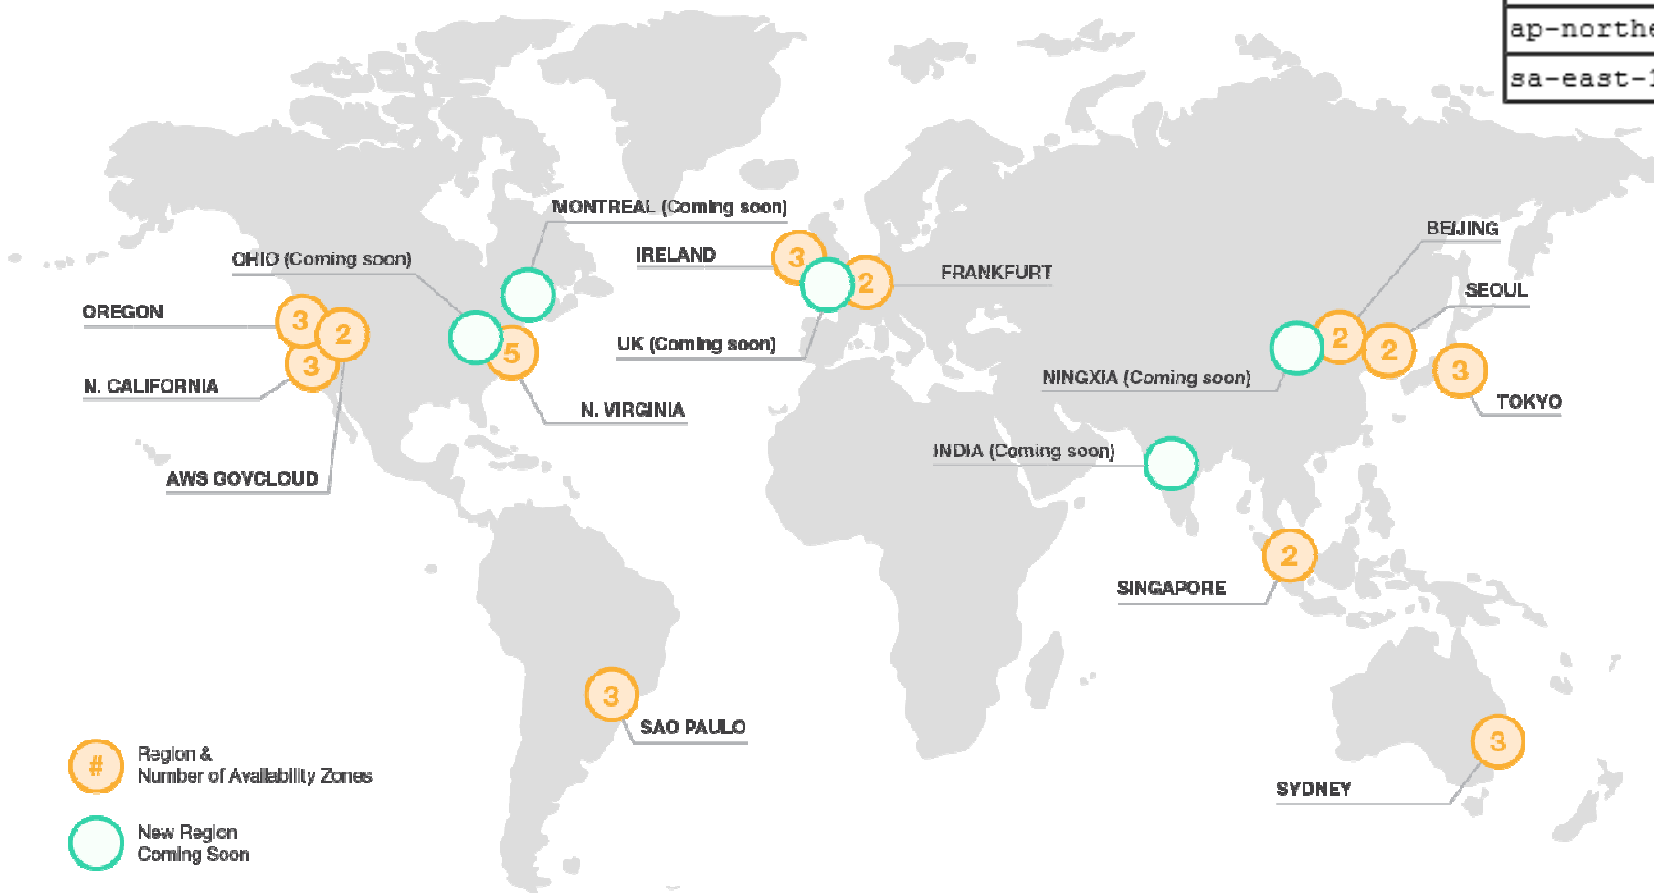 ap-northe
sa-east-1
MONTREAL (Coming soon)
BEIJING
IRELAND
3
OHIO (Coming soon)
FRANKFURT
2
SEOUL
OREGON
3
2
UK (Coming soon)
5
2
2
N. CALIFORNIA
3
NINGXIA (Coming soon)
3
N. VIRGINIA
TOKYO
INDIA (Coming soon)
AWS GOVCLOUD
2
SINGAPORE
3
SAO PAULO
3
SYDNEY
# Region &
Number of Availability Zones
New Region
Coming Soon